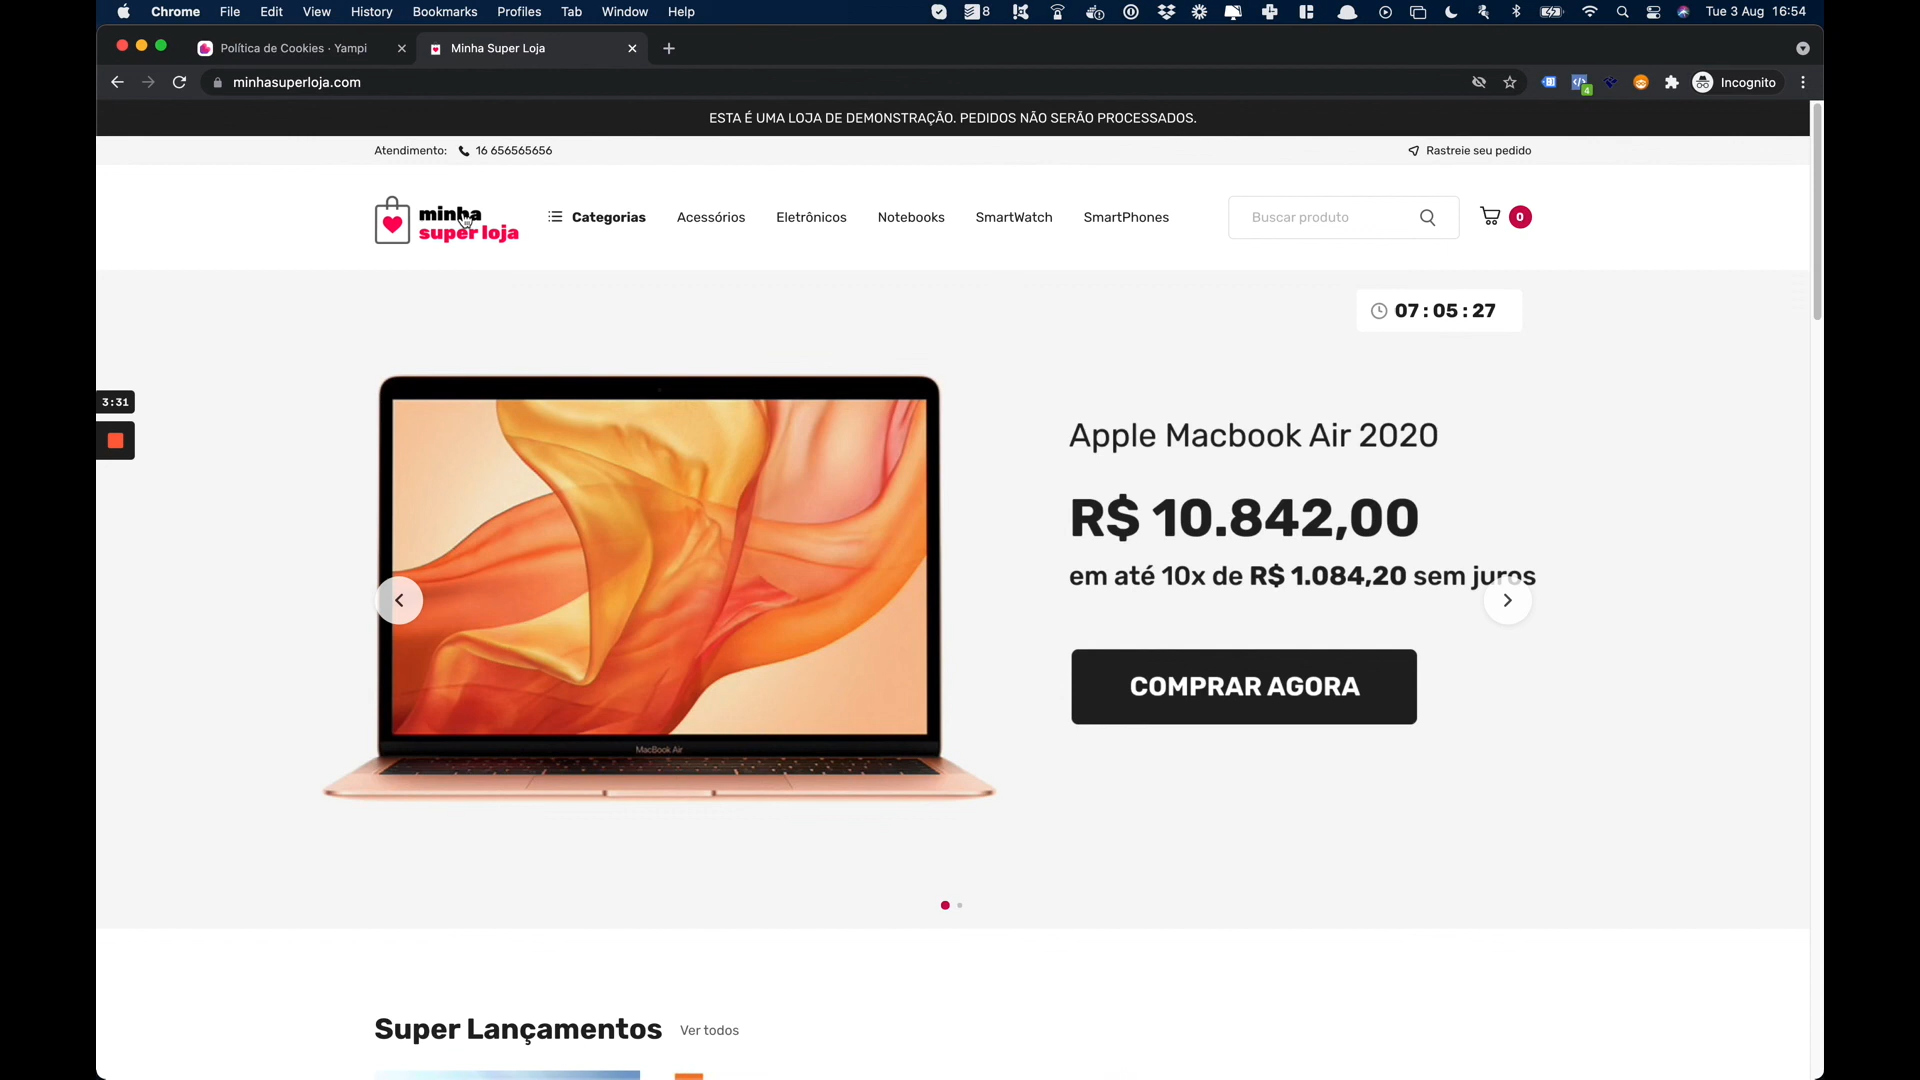 Chrome File Edit View History Bookmarks Profiles Tab Window Help 8 Tue 3 Aug 16:54
Política de Cookies · Yampi Minha Super Loja
minhasuperloja.com 4 Incognito
ESTA É UMA LOJA DE DEMONSTRAÇÃO. PEDIDOS NÃO SERÃO PROCESSADOS.
Atendimento: 16 656565656 Rastreie seu pedido
minha
super loja
Categorias Acessórios Eletrônicos Notebooks SmartWatch SmartPhones Buscar produto 0
07 : 05 : 27
3:31
Apple Macbook Air 2020
R$ 10.842,00
em até 10x de R$ 1.084,20 sem juros
COMPRAR AGORA
MacBook Air
Super Lançamentos Ver todos